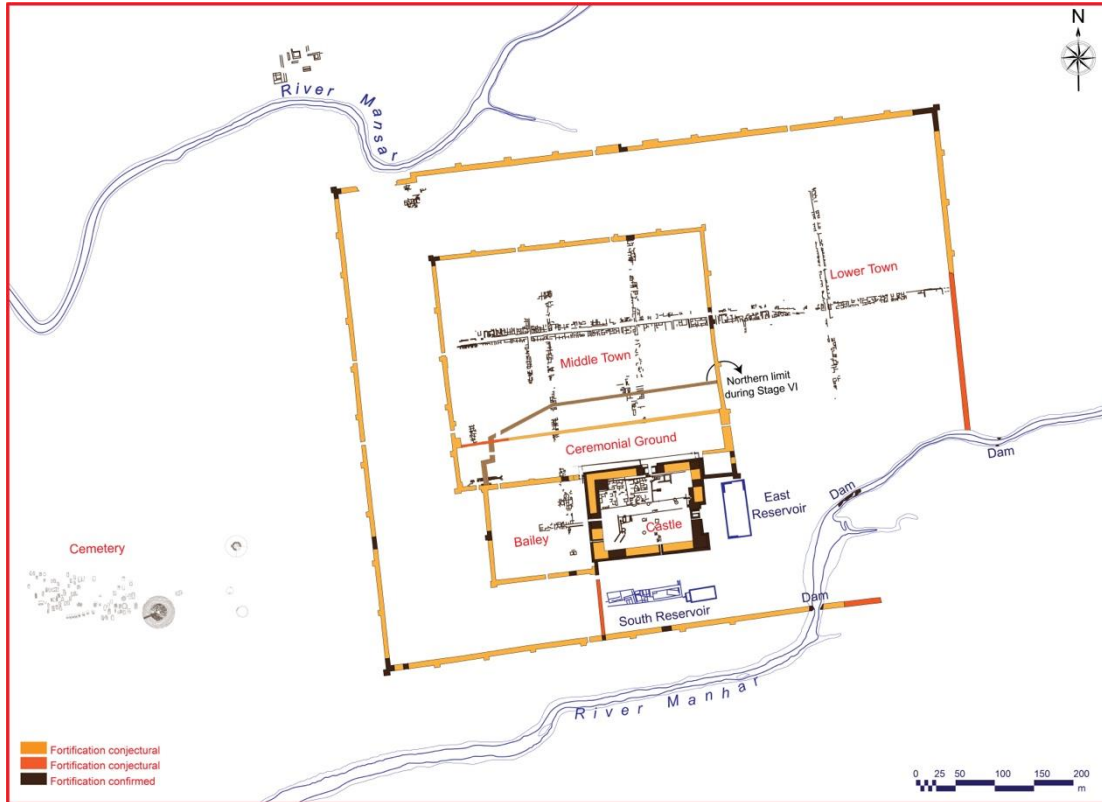 N
River Mansar
Lower Town
Middle Town
Northern limit
during Stage VI
Ceremonial Ground
Dam
Dam
East
Reservoir
Castle
Bailey
Cemetery
Dam
South Reservoir
River Manhar
Fortification conjectural
Fortification conjectural
Fortification confirmed
0 25 50 100 150 200
m